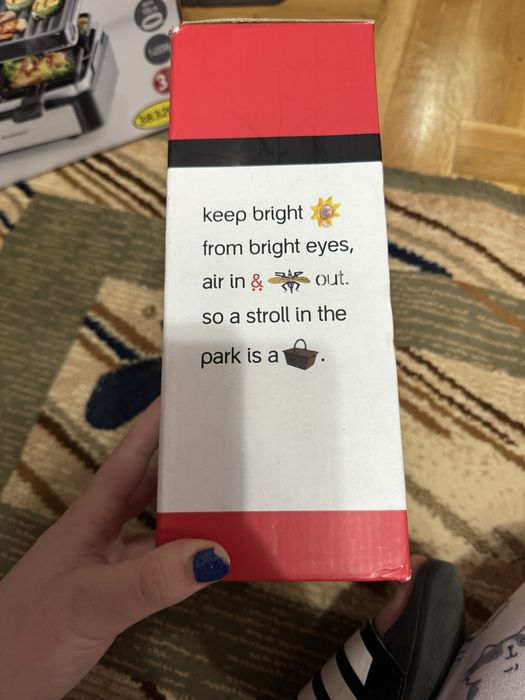 keep bright
from bright eyes,
air in & out.
so a stroll in the
park is a .